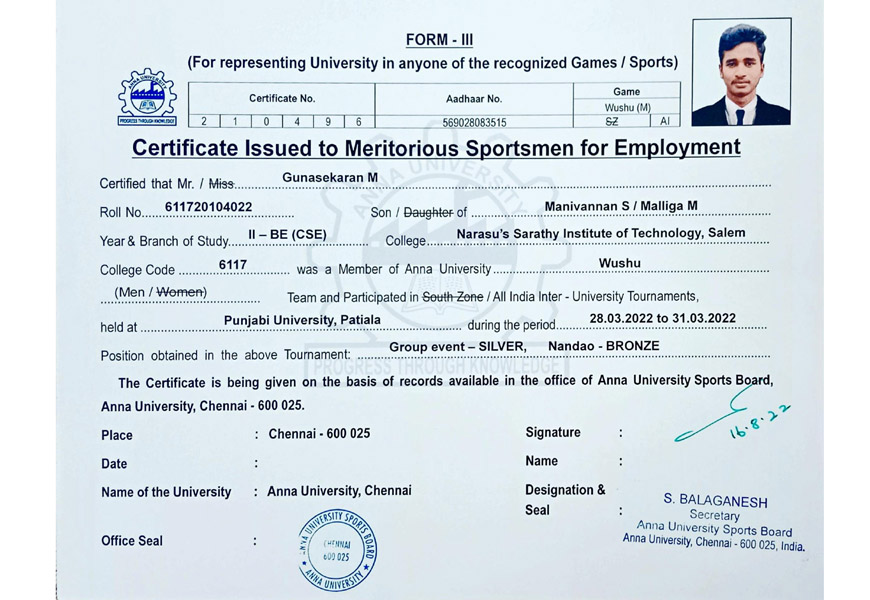 FORM - III
(For representing University in anyone of the recognized Games / Sports)
ANNA UNIVERSITY
PROGRESS THROUGH KNOWLEDGE
Certificate No. Aadhaar No. Game
Wushu (M)
2 1 0 4 9 6 569028083515 SZ AI
Certificate Issued to Meritorious Sportsmen for Employment
Certified that Mr. / Miss Gunasekaran M
Roll No. 611720104022 Son / Daughter of Manivannan S / Malliga M
Year & Branch of Study II – BE (CSE) College Narasu's Sarathy Institute of Technology, Salem
College Code 6117 was a Member of Anna University Wushu
(Men / Women) Team and Participated in South Zone / All India Inter - University Tournaments,
held at Punjabi University, Patiala during the period 28.03.2022 to 31.03.2022
Position obtained in the above Tournament: Group event – SILVER, Nandao - BRONZE
ANNA UNIVERSITY
PROGRESS THROUGH KNOWLEDGE
The Certificate is being given on the basis of records available in the office of Anna University Sports Board,
Anna University, Chennai - 600 025.
16.8.22
Place : Chennai - 600 025 Signature :
Date : Name :
Name of the University : Anna University, Chennai Designation &
Seal :
S. BALAGANESH
Secretary
Anna University Sports Board
Anna University, Chennai - 600 025, India.
Office Seal :
ANNA UNIVERSITY SPORTS BOARD
CHENNAI
600 025
ANNA UNIVERSITY